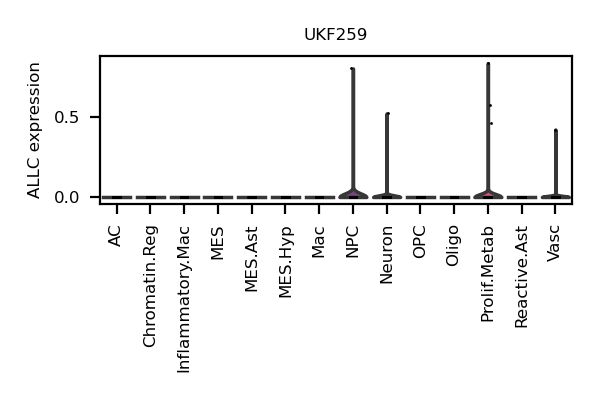 UKF259
ALLC expression
0.5
0.0
AC
Chromatin.Reg
Inflammatory.Mac
MES
MES.Ast
MES.Hyp
Mac
NPC
Neuron
OPC
Oligo
Prolif.Metab
Reactive.Ast
Vasc